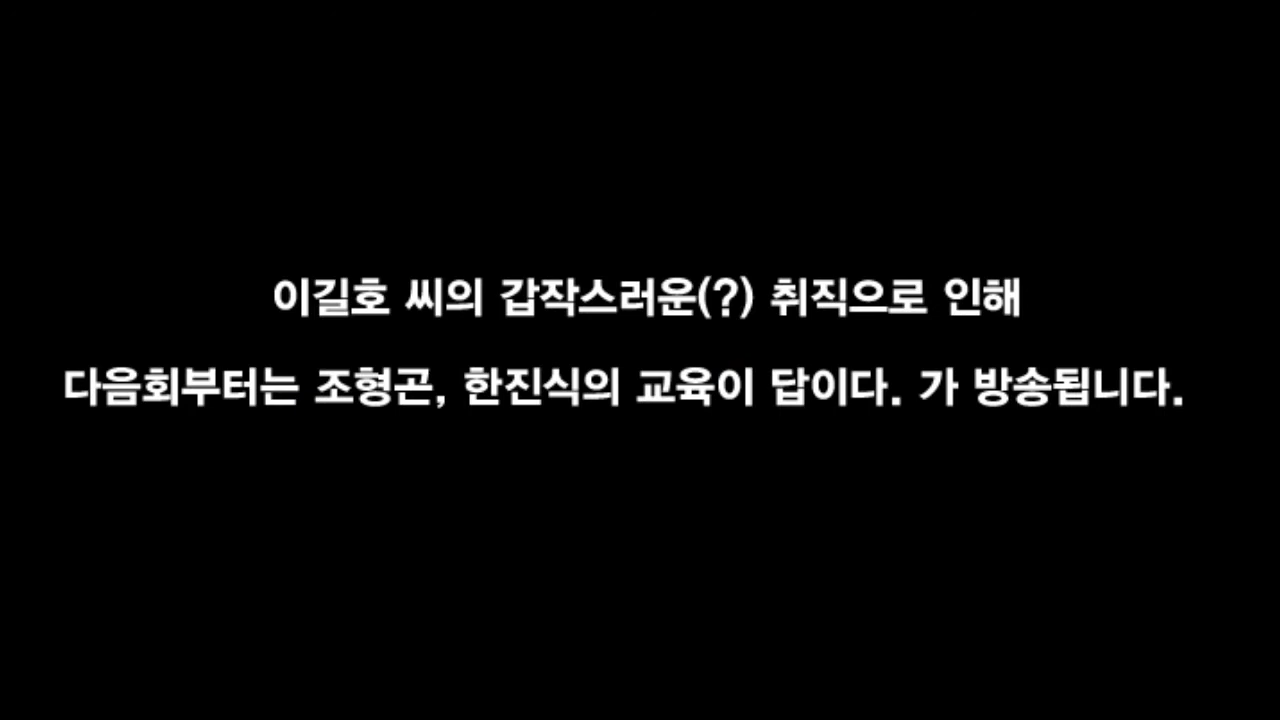 이길호 씨의 갑작스러운(?) 취직으로 인해
다음회부터는 조형곤, 한진식의 교육이 답이다. 가 방송됩니다.